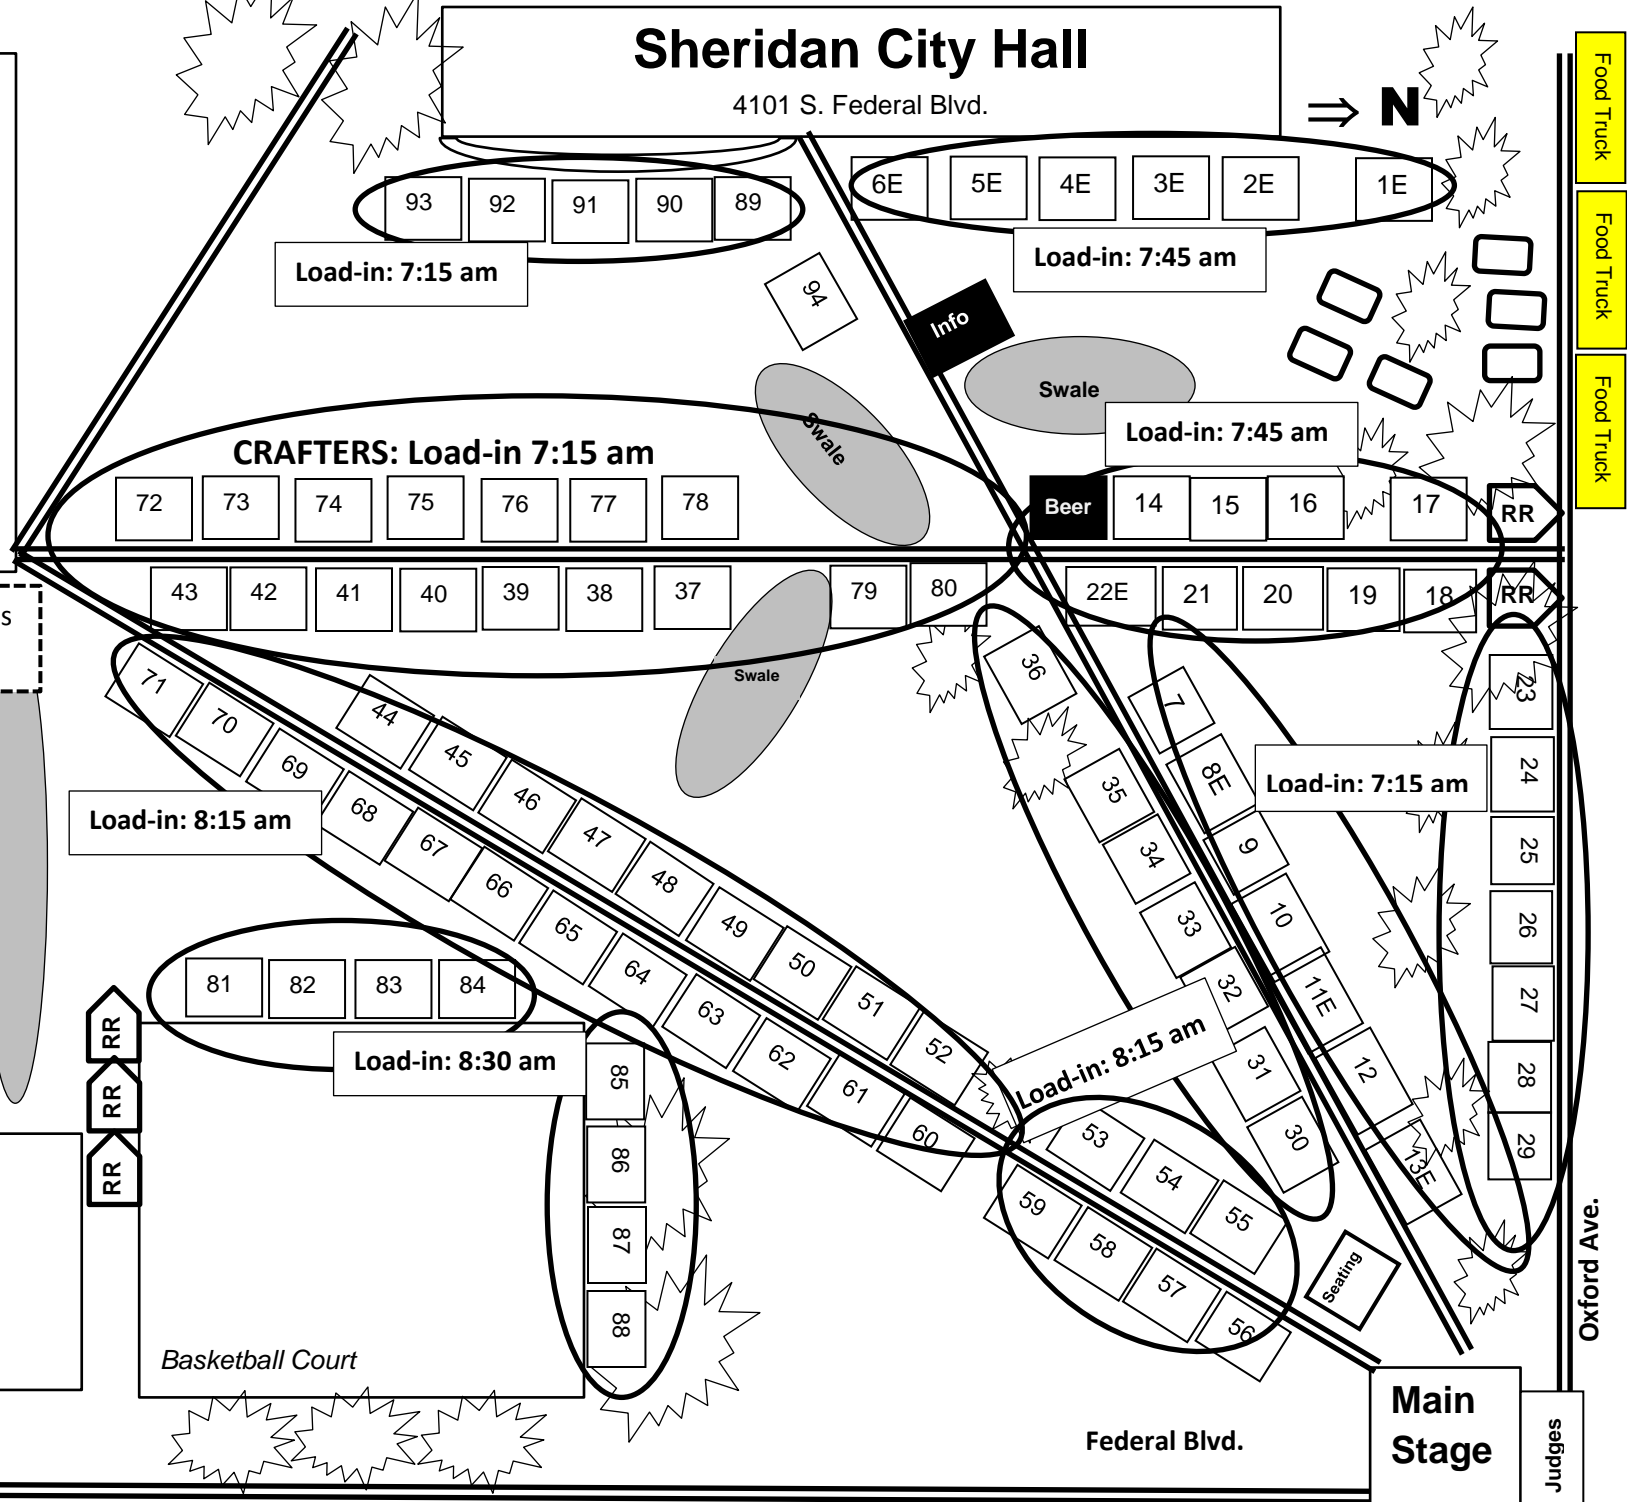 Sheridan City Hall
4101 S. Federal Blvd.
⇒ N
Food Truck
Food Truck
Food Truck
93 92 91 90 89
6E 5E 4E 3E 2E 1E
Load-in: 7:15 am
Load-in: 7:45 am
94
Info
Swale
Swale
Load-in: 7:45 am
CRAFTERS: Load-in 7:15 am
72 73 74 75 76 77 78
Beer 14 15 16 17 RR
43 42 41 40 39 38 37 79 80
22E 21 20 19 18 RR
S
Swale
71 70 69 68 67 66 65 64 63 62 61 60
44 45 46 47 48 49 50 51 52
36 35 34 33 32 31 30
7 8E 9 10 11E 12 13E
23 24 25 26 27 28 29
Load-in: 7:15 am
Load-in: 8:15 am
81 82 83 84
Load-in: 8:30 am
Load-in: 8:15 am
RR
RR
RR
85 86 87 88
53 54 55
59 58 57 56
Seating
Oxford Ave.
Basketball Court
Federal Blvd.
Main
Stage
Judges